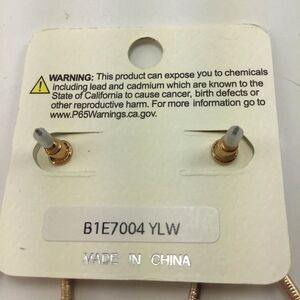 WARNING: This product can expose you to chemicals
including lead and cadmium which are known to the
State of California to cause cancer, birth defects or
other reproductive harm. For more information go to
www.P65Warnings.ca.gov.
B1E7004 YLW
MADE IN CHINA